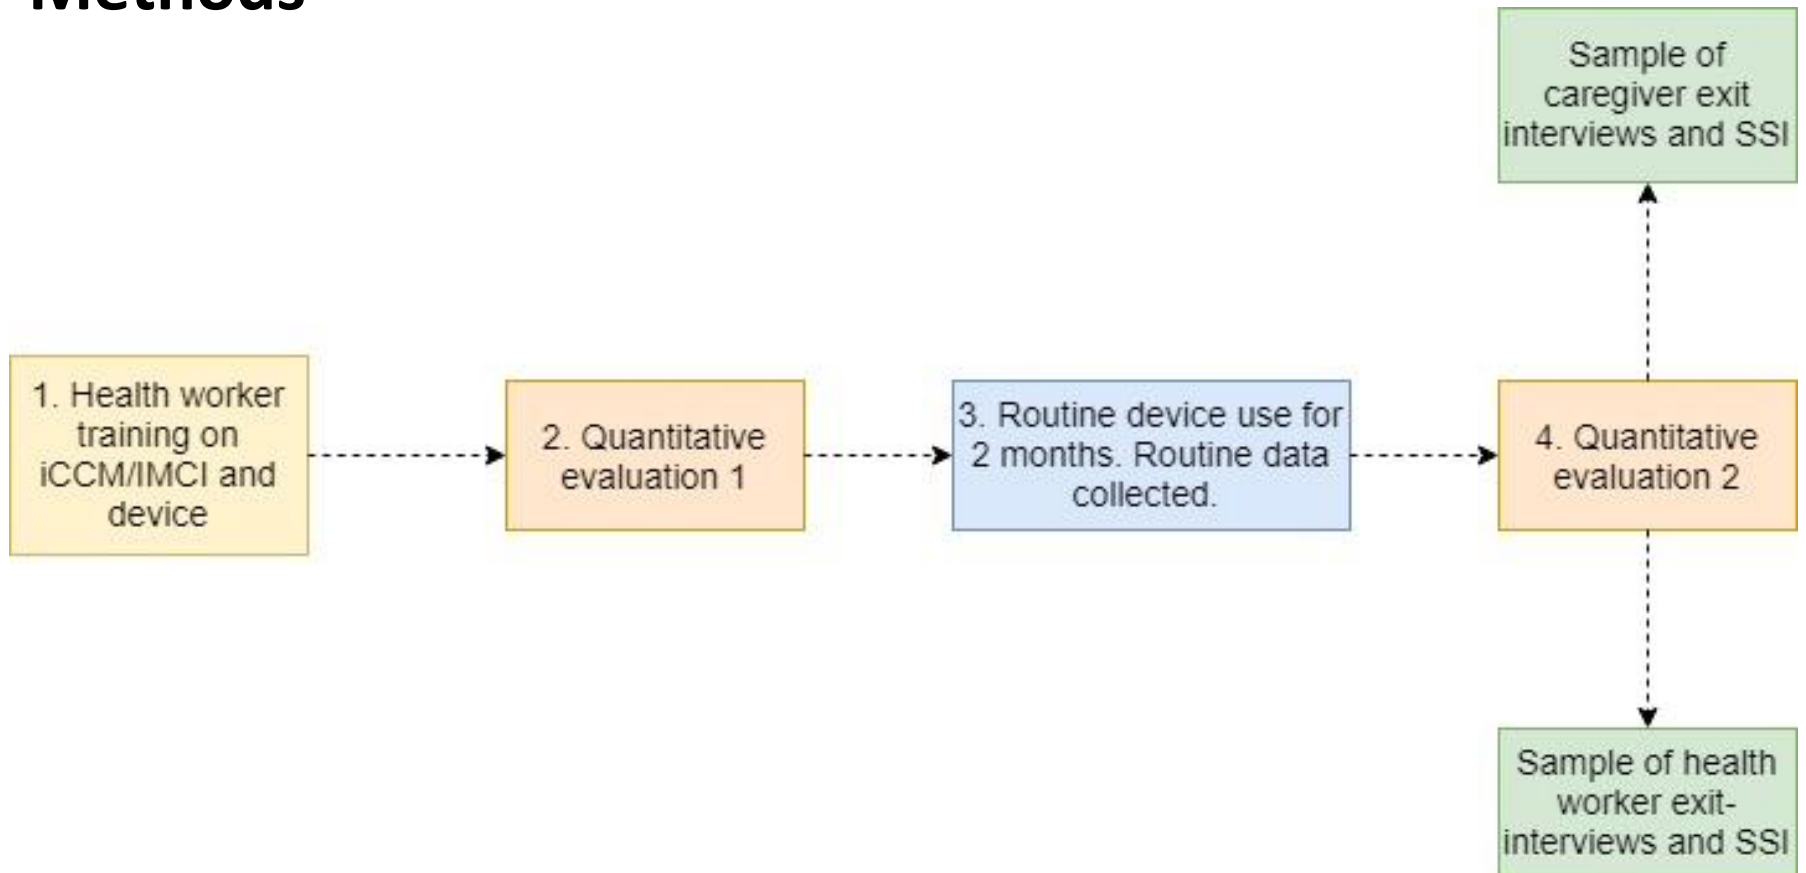 Methods
Sample of
caregiver exit
interviews and SSI
1. Health worker
training on
iCCM/IMCI and
device
2. Quantitative
evaluation 1
3. Routine device use for
2 months. Routine data
collected.
4. Quantitative
evaluation 2
Sample of health
worker exit-
interviews and SSI